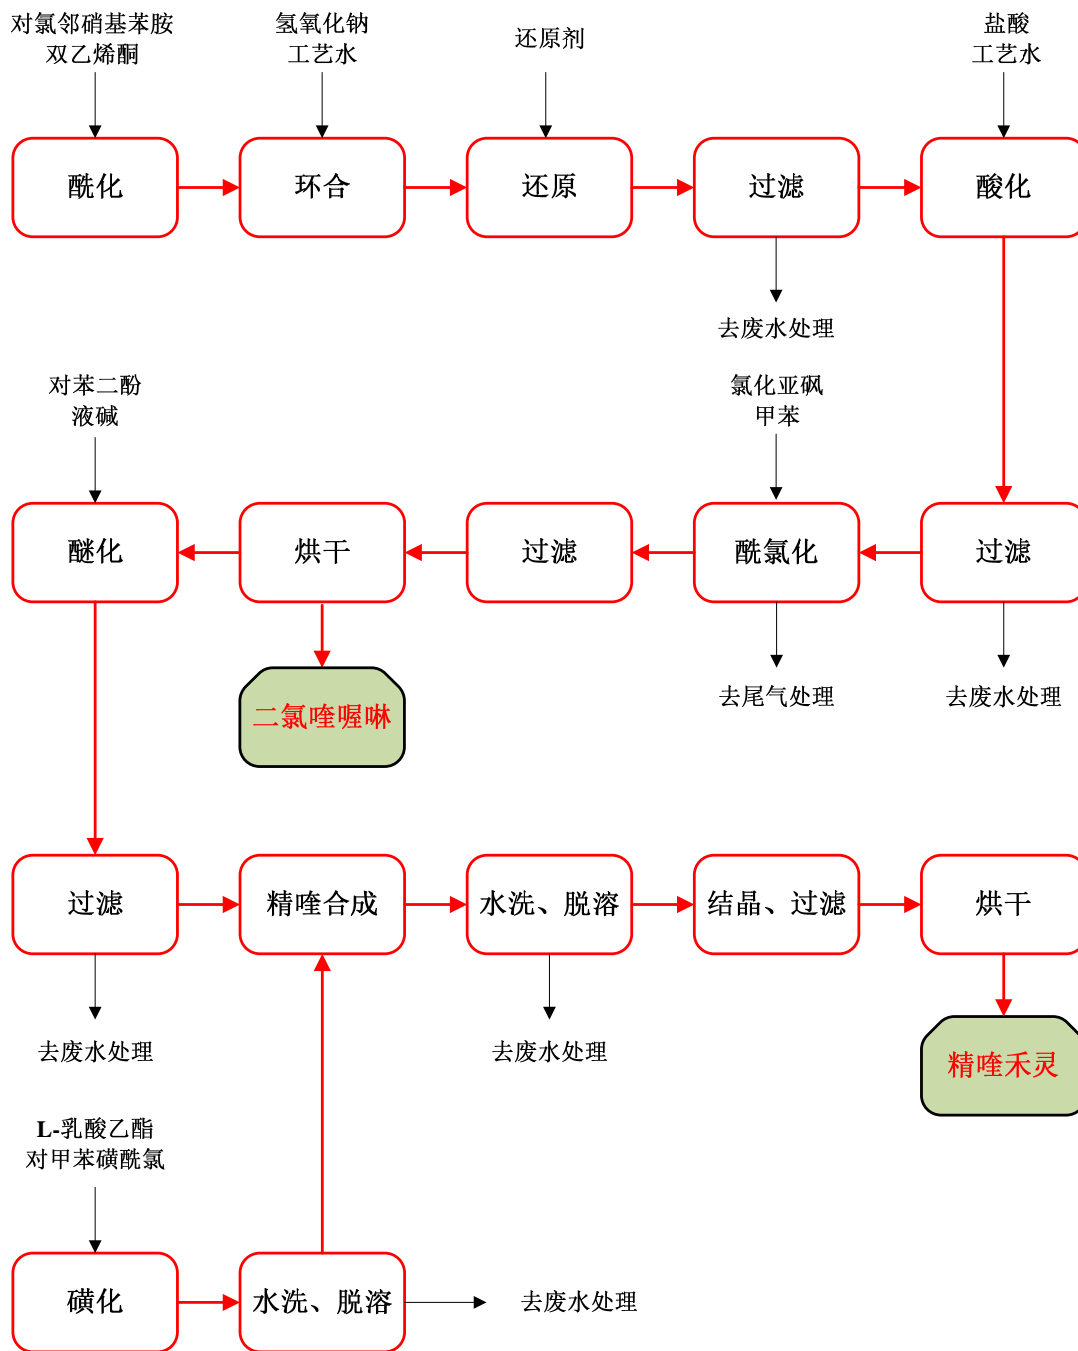 对氯邻硝基苯胺
双乙烯酮
氢氧化钠
工艺水
还原剂
盐酸
工艺水
酰化
环合
还原
过滤
酸化
去废水处理
对苯二酚
液碱
氯化亚砜
甲苯
醚化
烘干
过滤
酰氯化
过滤
二氯喹喔啉
去尾气处理
去废水处理
过滤
精喹合成
水洗、脱溶
结晶、过滤
烘干
去废水处理
去废水处理
精喹禾灵
L-乳酸乙酯
对甲苯磺酰氯
磺化
水洗、脱溶
去废水处理